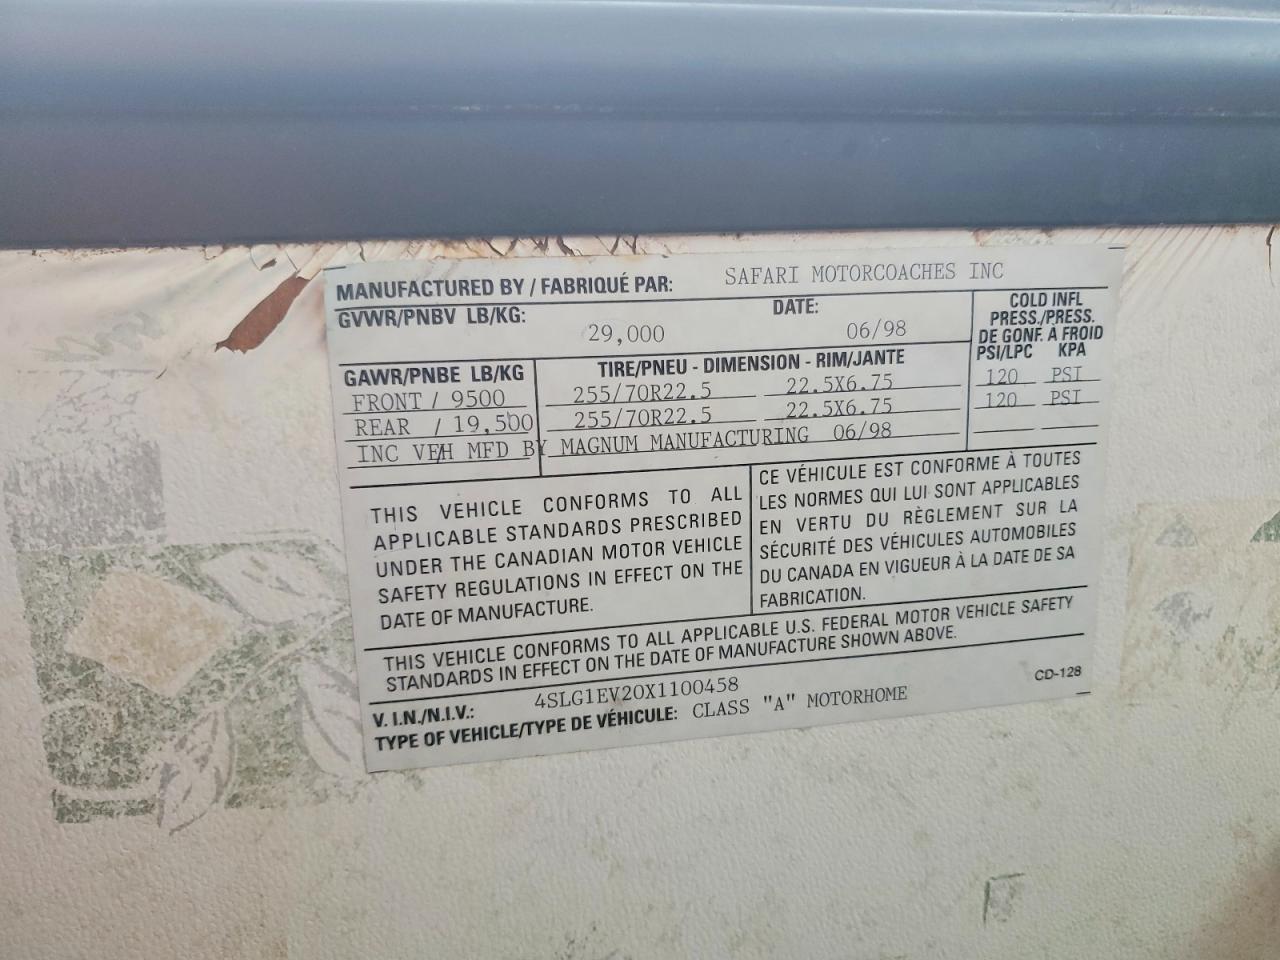 MANUFACTURED BY / FABRIQUÉ PAR: SAFARI MOTORCOACHES INC
GVWR/PNBV LB/KG: 29,000 DATE: 06/98
COLD INFL
PRESS./PRESS.
DE GONF. À FROID
PSI/LPC KPA
GAWR/PNBE LB/KG TIRE/PNEU - DIMENSION - RIM/JANTE
FRONT / 9500 255/70R22.5 22.5X6.75 120 PSI
REAR / 19,500 255/70R22.5 22.5X6.75 120 PSI
INC VEH MFD BY MAGNUM MANUFACTURING 06/98
THIS VEHICLE CONFORMS TO ALL
APPLICABLE STANDARDS PRESCRIBED
UNDER THE CANADIAN MOTOR VEHICLE
SAFETY REGULATIONS IN EFFECT ON THE
DATE OF MANUFACTURE.
CE VÉHICULE EST CONFORME À TOUTES
LES NORMES QUI LUI SONT APPLICABLES
EN VERTU DU RÈGLEMENT SUR LA
SÉCURITÉ DES VÉHICULES AUTOMOBILES
DU CANADA EN VIGUEUR À LA DATE DE SA
FABRICATION.
THIS VEHICLE CONFORMS TO ALL APPLICABLE U.S. FEDERAL MOTOR VEHICLE SAFETY
STANDARDS IN EFFECT ON THE DATE OF MANUFACTURE SHOWN ABOVE.
V.I.N./N.I.V.: 4SLG1EV20X1100458 CD-128
TYPE OF VEHICLE/TYPE DE VÉHICULE: CLASS "A" MOTORHOME